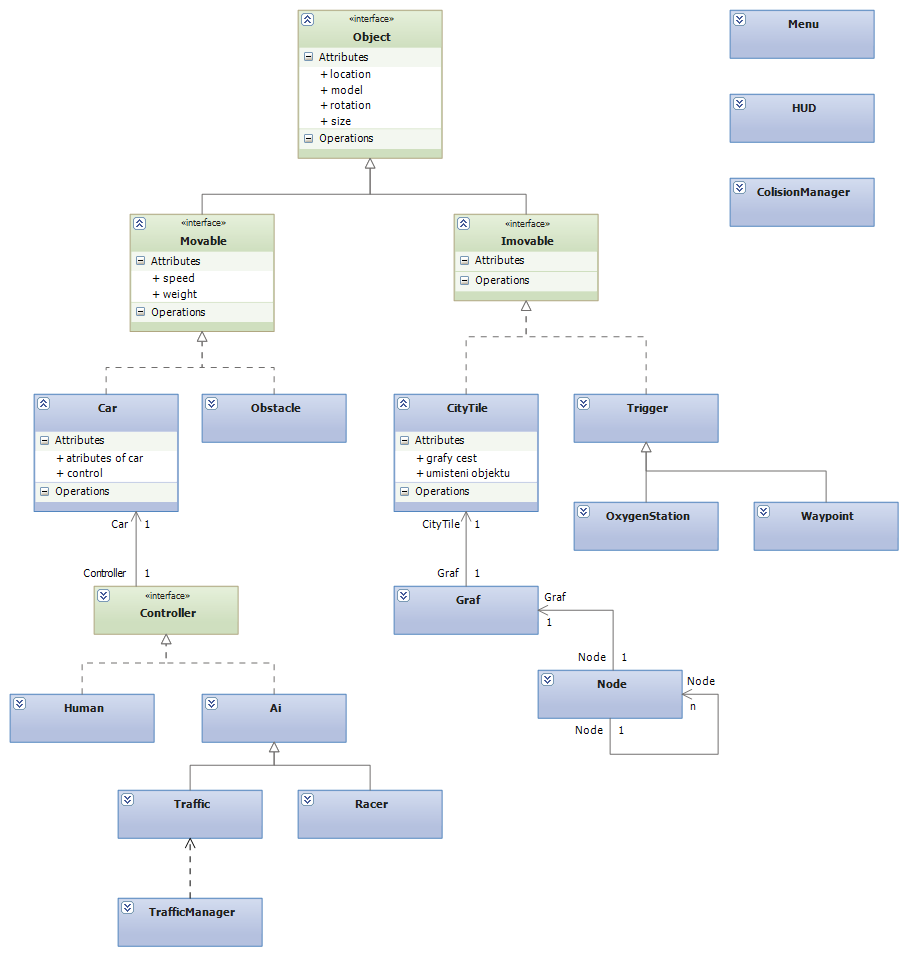 «interface»
Object
Attributes
+ location
+ model
+ rotation
+ size
Operations
Menu
HUD
ColisionManager
«interface»
Movable
Attributes
+ speed
+ weight
Operations
«interface»
Imovable
Attributes
Operations
Car
Attributes
+ atributes of car
+ control
Operations
Obstacle
CityTile
Attributes
+ grafy cest
+ umisteni objektu
Operations
Trigger
OxygenStation
Waypoint
Car 1
Controller 1
«interface»
Controller
CityTile 1
Graf 1
Graf
Graf
1
Node 1
Node
Node
n
Node 1
Human
Ai
Traffic
Racer
TrafficManager